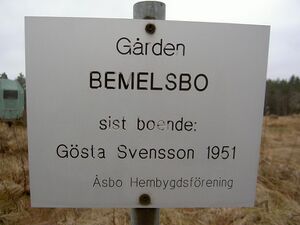 Gården
BEMELSBO
sist boende:
Gösta Svensson 1951
Åsbo Hembygdsförening